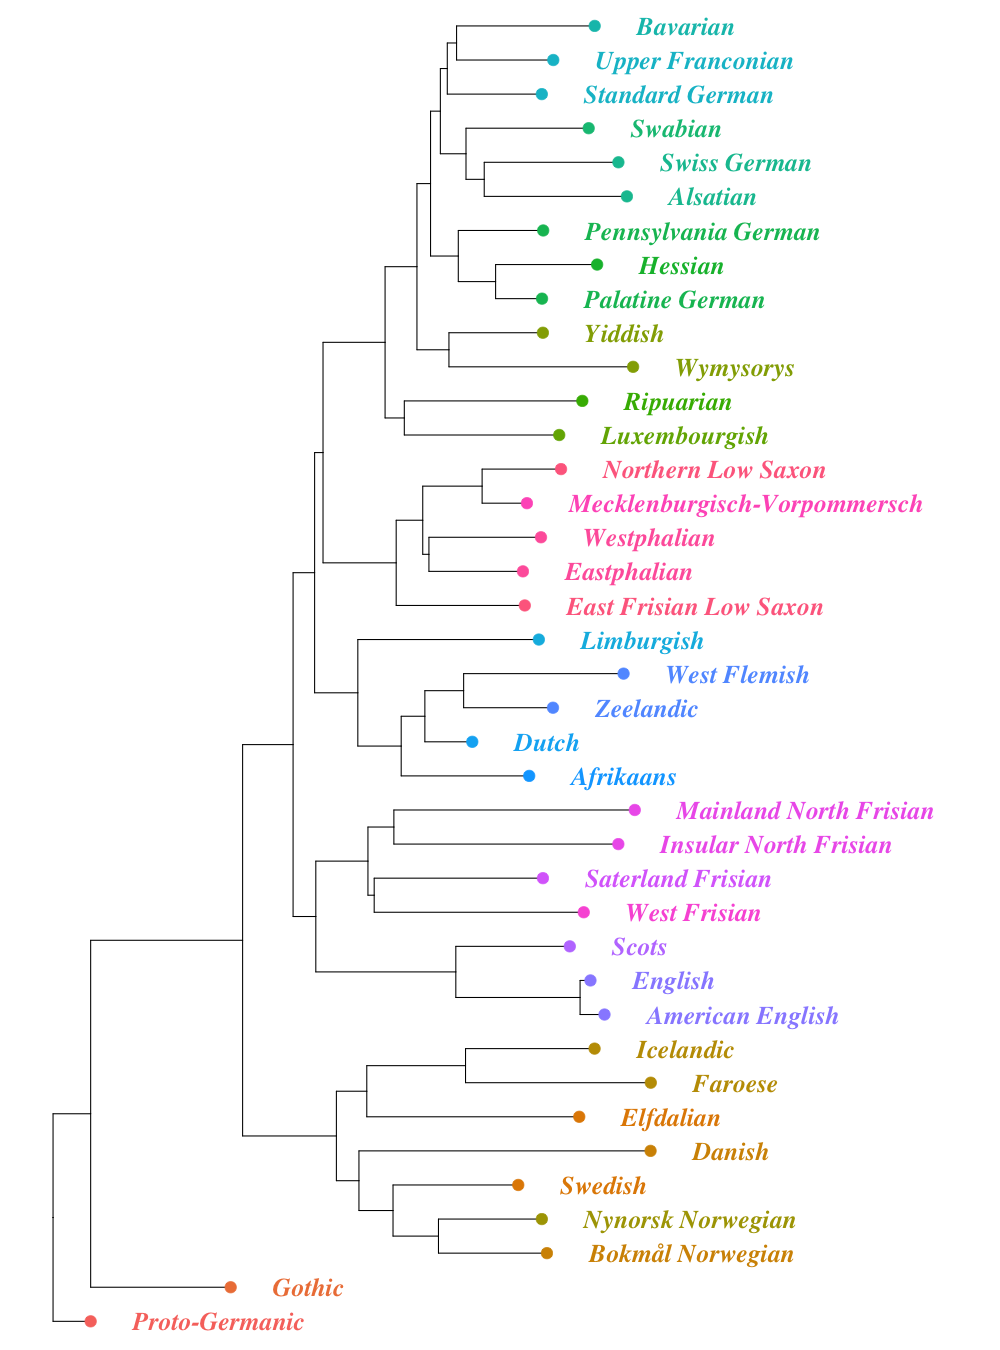 Bavarian
Upper Franconian
Standard German
Swabian
Swiss German
Alsatian
Pennsylvania German
Hessian
Palatine German
Yiddish
Wymysorys
Ripuarian
Luxembourgish
Northern Low Saxon
Mecklenburgisch-Vorpommersch
Westphalian
Eastphalian
East Frisian Low Saxon
Limburgish
West Flemish
Zeelandic
Dutch
Afrikaans
Mainland North Frisian
Insular North Frisian
Saterland Frisian
West Frisian
Scots
English
American English
Icelandic
Faroese
Elfdalian
Danish
Swedish
Nynorsk Norwegian
Bokmål Norwegian
Gothic
Proto-Germanic